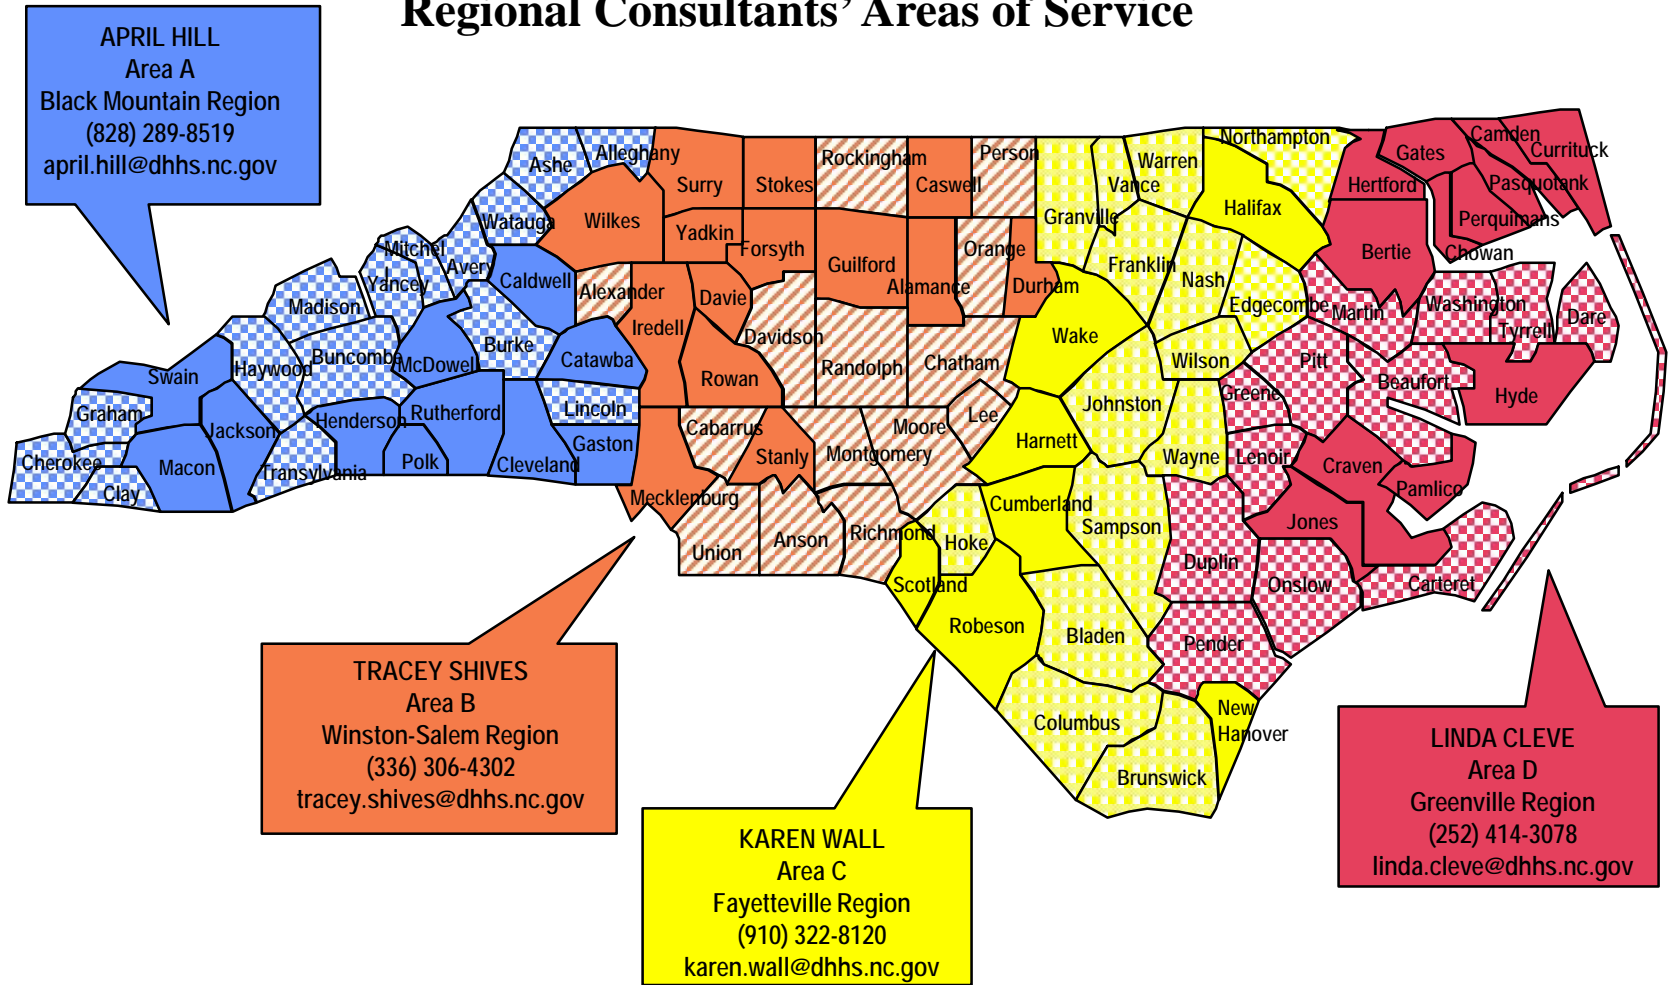 Regional Consultants’ Areas of Service
APRIL HILL
Area A
Black Mountain Region
(828) 289-8519
april.hill@dhhs.nc.gov
Ashe
Alleghany
Surry
Stokes
Rockingham
Caswell
Person
Granville
Vance
Warren
Northampton
Halifax
Hertford
Gates
Camden
Currituck
Pasquotank
Perquimans
Chowan
Bertie
Watauga
Wilkes
Yadkin
Forsyth
Guilford
Alamance
Orange
Durham
Franklin
Nash
Edgecombe
Martin
Washington
Tyrrell
Dare
Mitchel
Avery
Yancey
Caldwell
Alexander
Iredell
Davie
Davidson
Randolph
Chatham
Wake
Wilson
Pitt
Beaufort
Hyde
Madison
Buncombe
McDowel
Burke
Catawba
Rowan
Haywood
Swain
Graham
Jackson
Henderson
Rutherford
Lincoln
Cabarrus
Moore
Lee
Harnett
Johnston
Greene
Cherokee
Clay
Macon
Transylvania
Polk
Cleveland
Gaston
Mecklenburg
Stanly
Montgomery
Wayne
Lenoir
Craven
Pamlico
Jones
Union
Anson
Richmond
Hoke
Cumberland
Sampson
Duplin
Onslow
Carteret
Scotland
Robeson
Bladen
Pender
Columbus
Brunswick
New
Hanover
TRACEY SHIVES
Area B
Winston-Salem Region
(336) 306-4302
tracey.shives@dhhs.nc.gov
KAREN WALL
Area C
Fayetteville Region
(910) 322-8120
karen.wall@dhhs.nc.gov
LINDA CLEVE
Area D
Greenville Region
(252) 414-3078
linda.cleve@dhhs.nc.gov